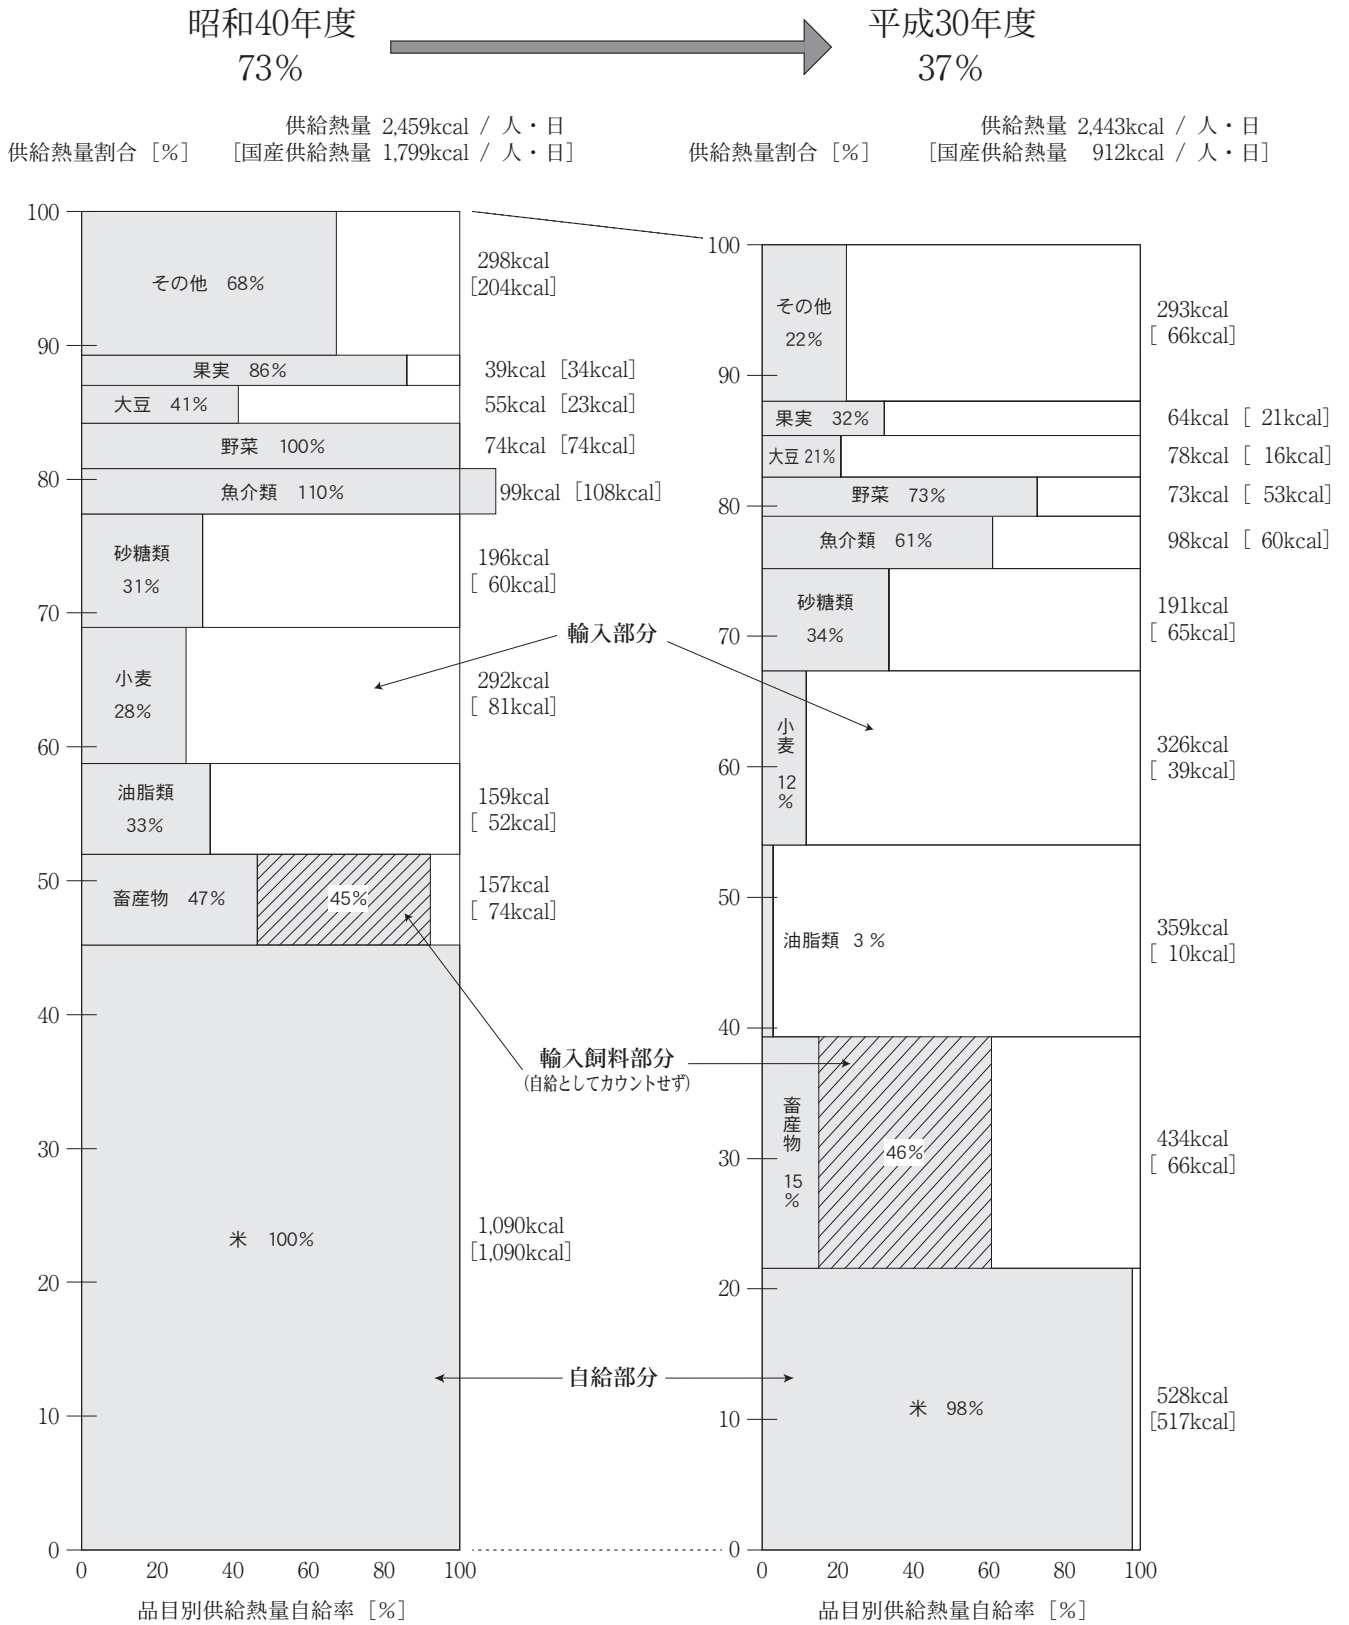 昭和40年度
73%
平成30年度
37%
供給熱量 2,459kcal / 人・日
供給熱量割合［%］ ［国産供給熱量 1,799kcal / 人・日］
供給熱量 2,443kcal / 人・日
供給熱量割合［%］ ［国産供給熱量 912kcal / 人・日］
100
90
80
70
60
50
40
30
20
10
0
その他 68%
298kcal
［204kcal］
果実 86%
39kcal［34kcal］
大豆 41%
55kcal［23kcal］
野菜 100%
74kcal［74kcal］
魚介類 110%
99kcal［108kcal］
砂糖類
31%
196kcal
［ 60kcal］
小麦
28%
292kcal
［ 81kcal］
油脂類
33%
159kcal
［ 52kcal］
畜産物 47%
45%
157kcal
［ 74kcal］
米 100%
1,090kcal
［1,090kcal］
0 20 40 60 80 100
品目別供給熱量自給率［%］
輸入部分
輸入飼料部分
（自給としてカウントせず）
自給部分
100
90
80
70
60
50
40
30
20
10
0
その他
22%
293kcal
［ 66kcal］
果実 32%
64kcal［ 21kcal］
大豆 21%
78kcal［ 16kcal］
野菜 73%
73kcal［ 53kcal］
魚介類 61%
98kcal［ 60kcal］
砂糖類
34%
191kcal
［ 65kcal］
小麦
12
%
326kcal
［ 39kcal］
油脂類 3 %
359kcal
［ 10kcal］
畜産物
15
%
46%
434kcal
［ 66kcal］
米 98%
528kcal
［517kcal］
0 20 40 60 80 100
品目別供給熱量自給率［%］